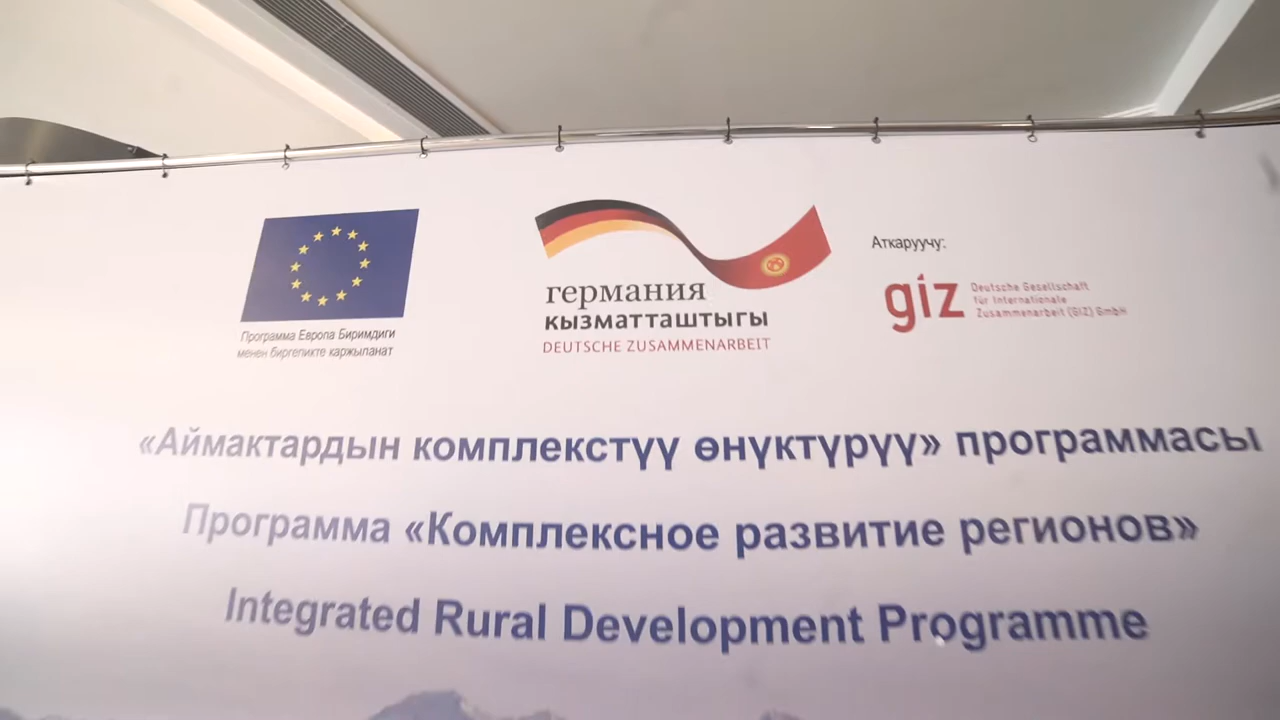 Программа Европа Биримдиги
менен биргеликте каржыланат
германия
кызматташтыгы
DEUTSCHE ZUSAMMENARBEIT
Аткаруучу:
giz
Deutsche Gesellschaft
für Internationale
Zusammenarbeit (GIZ) GmbH
«Аймактардын комплекстүү өнүктүрүү» программасы
Программа «Комплексное развитие регионов»
Integrated Rural Development Programme